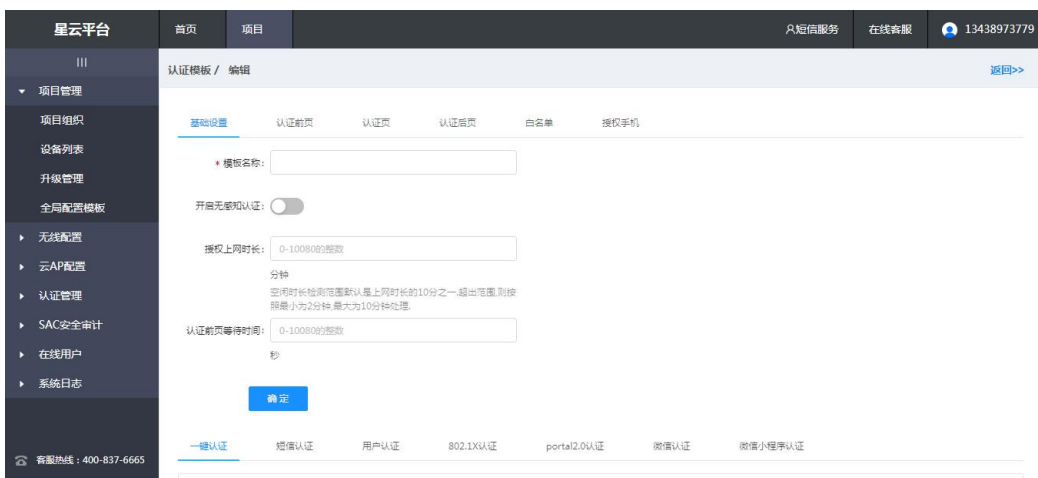 星云平台 首页 项目 短信服务 在线客服 13438973779
认证模板 / 编辑 返回>>
项目管理
项目组织
设备列表
升级管理
全局配置模板
无线配置
云AP配置
认证管理
SAC安全审计
在线用户
系统日志
客服热线：400-837-6665
基础设置 认证前页 认证页 认证后页 白名单 授权手机
* 模板名称:
开启无感知认证:
授权上网时长: 0-10080的整数
分钟
空闲时长检测范围默认是上网时长的10分之一,超出范围,则按
照最小为2分钟,最大为10分钟处理.
认证前页等待时间: 0-10080的整数
秒
确 定
一键认证 短信认证 用户认证 802.1X认证 portal2.0认证 微信认证 微信小程序认证